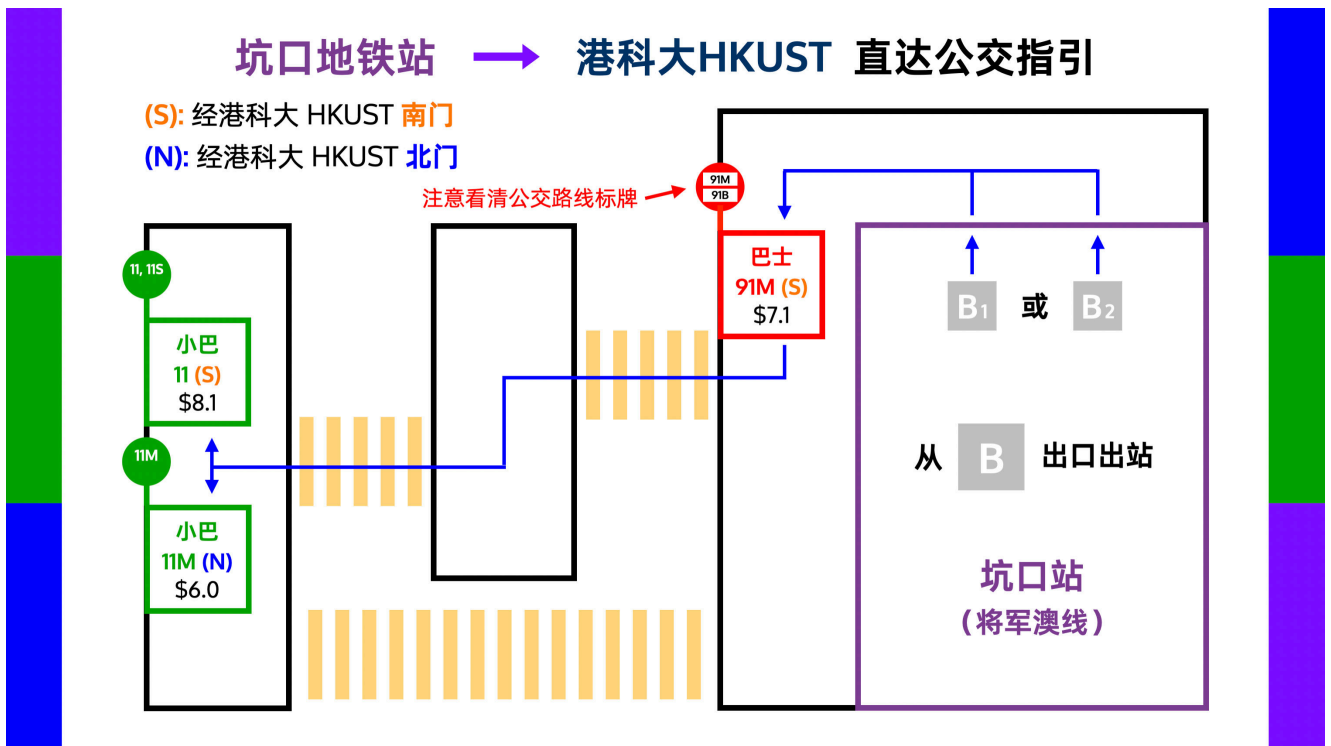 坑口地铁站 → 港科大HKUST 直达公交指引
(S): 经港科大 HKUST 南门
(N): 经港科大 HKUST 北门
注意看清公交路线标牌
91M
91B
巴士
91M (S)
$7.1
11, 11S
小巴
11 (S)
$8.1
11M
小巴
11M (N)
$6.0
B1 或 B2
从 B 出口出站
坑口站
(将军澳线)